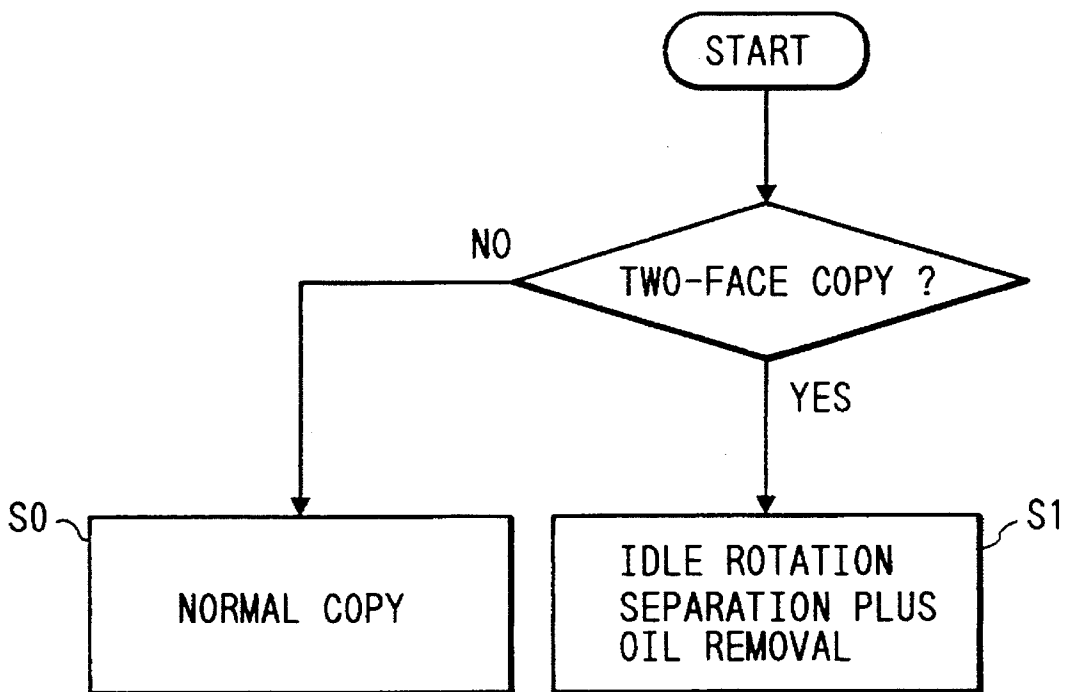 START
NO
TWO-FACE COPY ?
YES
S0
S1
NORMAL COPY
IDLE ROTATION
SEPARATION PLUS
OIL REMOVAL